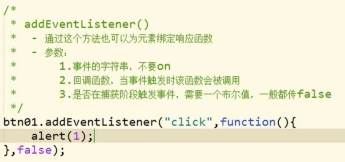 /*
 * addEventListener()
 * - 通过这个方法也可以为元素绑定响应函数
 * - 参数:
 * 1.事件的字符串,不要on
 * 2.回调函数,当事件触发时该函数会被调用
 * 3.是否在捕获阶段触发事件,需要一个布尔值,一般都传false
 */
btn01.addEventListener("click",function(){
alert(1);
},false);